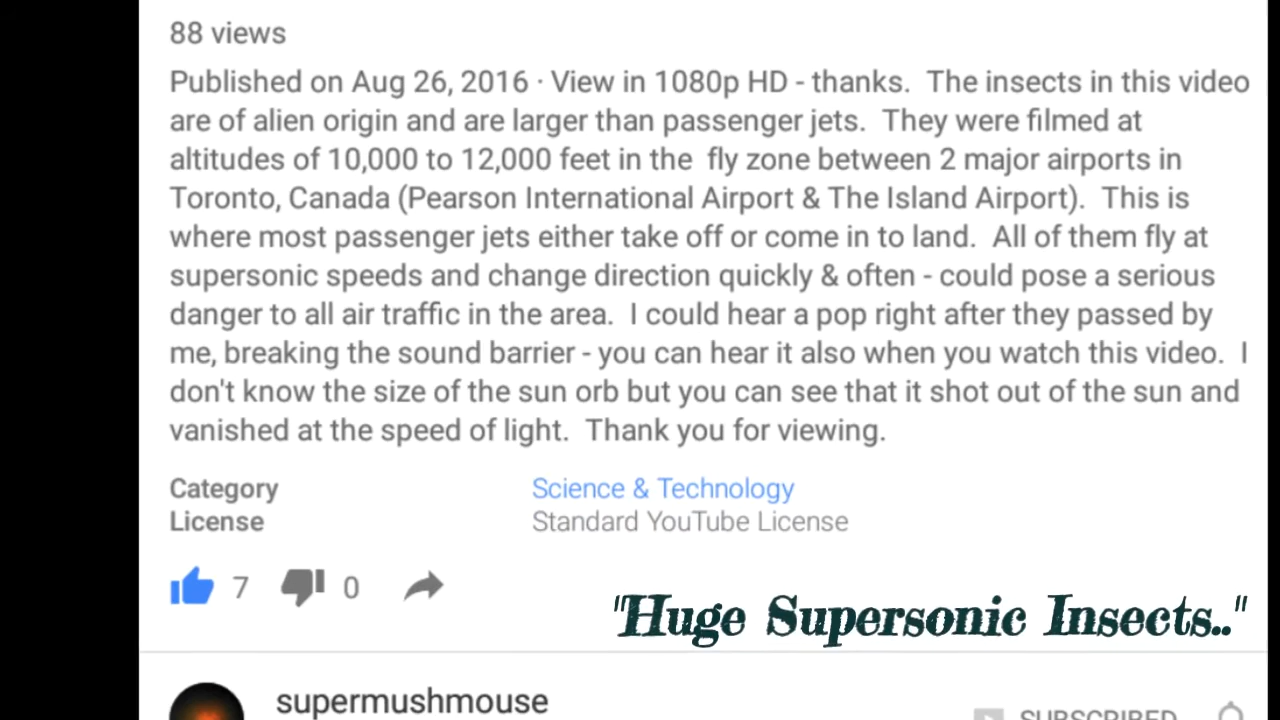 88 views
Published on Aug 26, 2016 · View in 1080p HD - thanks.  The insects in this video
are of alien origin and are larger than passenger jets.  They were filmed at
altitudes of 10,000 to 12,000 feet in the  fly zone between 2 major airports in
Toronto, Canada (Pearson International Airport & The Island Airport).  This is
where most passenger jets either take off or come in to land.  All of them fly at
supersonic speeds and change direction quickly & often - could pose a serious
danger to all air traffic in the area.  I could hear a pop right after they passed by
me, breaking the sound barrier - you can hear it also when you watch this video.  I
don't know the size of the sun orb but you can see that it shot out of the sun and
vanished at the speed of light.  Thank you for viewing.
Category Science & Technology
License Standard YouTube License
7 0
"Huge Supersonic Insects.."
supermushmouse
SUBSCRIBED